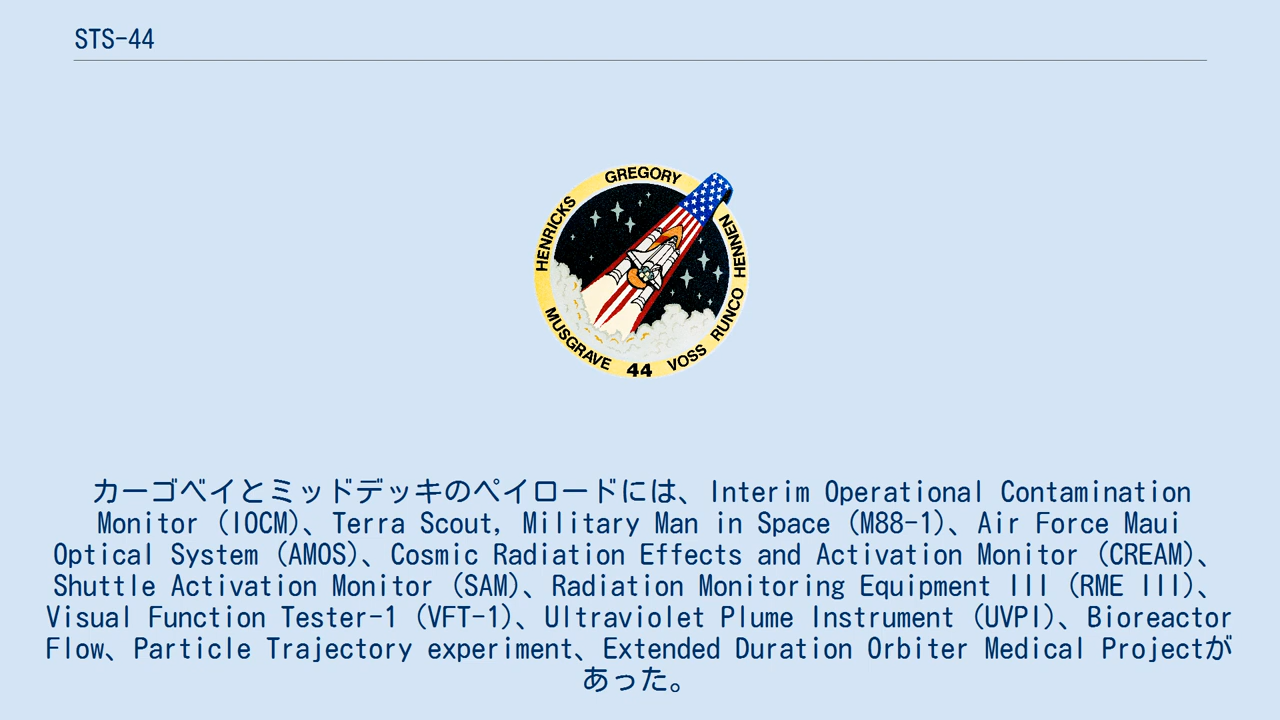 STS-44
GREGORY
HENRICKS
HENNEN
MUSGRAVE
44
VOSS
RUNCO
カーゴベイとミッドデッキのペイロードには、Interim Operational Contamination
Monitor (IOCM)、Terra Scout, Military Man in Space (M88-1)、Air Force Maui
Optical System (AMOS)、Cosmic Radiation Effects and Activation Monitor (CREAM)、
Shuttle Activation Monitor (SAM)、Radiation Monitoring Equipment III (RME III)、
Visual Function Tester-1 (VFT-1)、Ultraviolet Plume Instrument (UVPI)、Bioreactor
Flow、Particle Trajectory experiment、Extended Duration Orbiter Medical Projectが
あった。